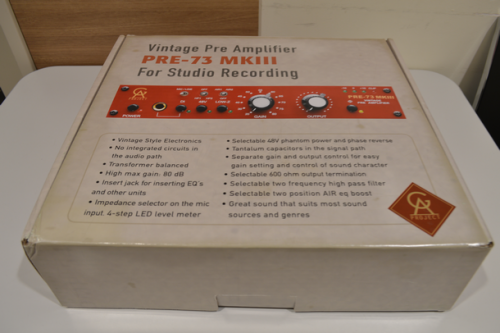 Vintage Pre Amplifier
PRE-73 MKIII
For Studio Recording
POWER
GAIN
OUTPUT
PRE-73 MKIII
PRE AMPLIFIER
• Vintage Style Electronics
• No integrated circuits in
the audio path
• Transformer balanced
• High max gain: 80 dB
• Insert jack for inserting EQ's
and other units
• Impedance selector on the mic
input. 4-step LED level meter
• Selectable 48V phantom power and phase reverse
• Tantalum capacitors in the signal path
• Separate gain and output control for easy
gain setting and control of sound character
• Selectable 600 ohm output termination
• Selectable two frequency high pass filter
• Selectable two position AIR eq boost
• Great sound that suits most sound
sources and genres
PROJECT